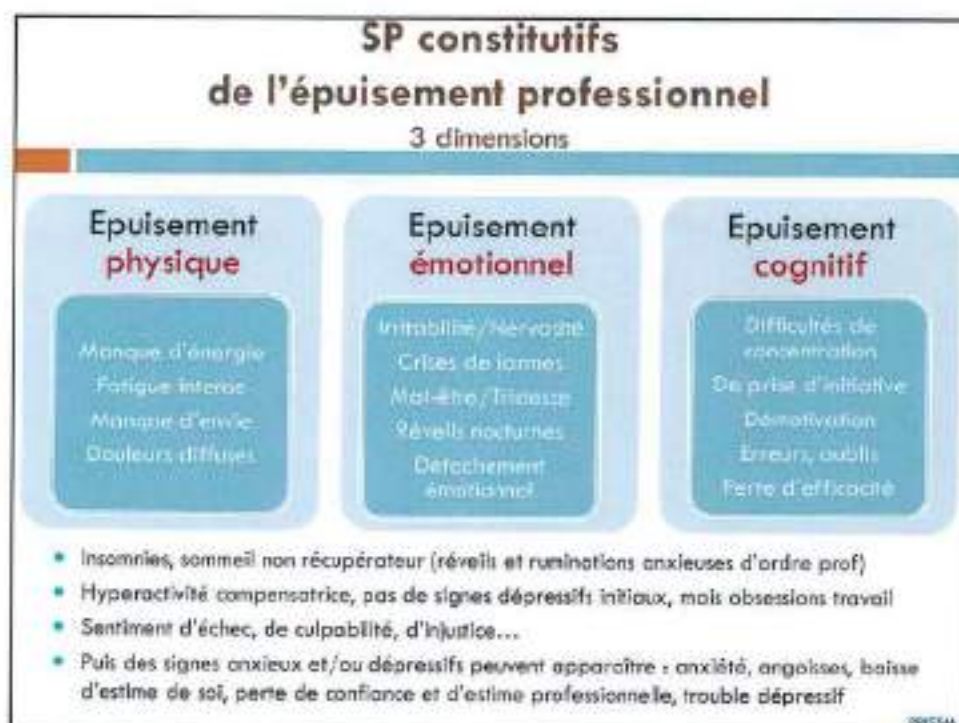 SP constitutifs
de l'épuisement professionnel
3 dimensions
Epuisement
physique
Manque d'énergie
Fatigue intense
Manque d'envie
Douleurs diffuses
Epuisement
émotionnel
Irritabilité/Nervosité
Crises de larmes
Mal-être/Tristesse
Réveils nocturnes
Détachement
émotionnel
Epuisement
cognitif
Difficultés de
concentration
De prise d'initiative
Démotivation
Erreurs, oublis
Perte d'efficacité
• Insomnies, sommeil non récupérateur (réveils et ruminations anxieuses d'ordre prof)
• Hyperactivité compensatrice, pas de signes dépressifs initiaux, mais obsessions travail
• Sentiment d'échec, de culpabilité, d'injustice…
• Puis des signes anxieux et/ou dépressifs peuvent apparaître : anxiété, angoisses, baisse
d'estime de soi, perte de confiance et d'estime professionnelle, trouble dépressif